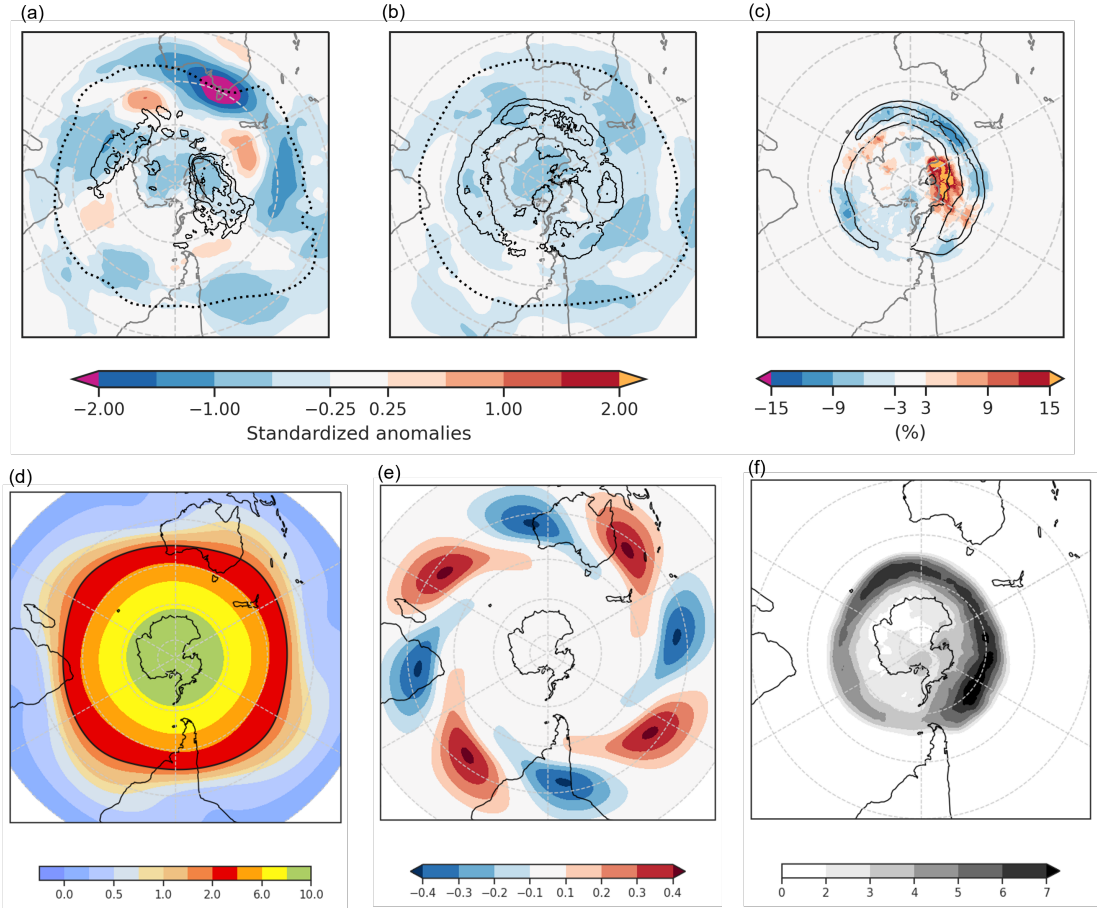 (a)
(b)
(c)
−2.00 −1.00 −0.25 0.25 1.00 2.00
Standardized anomalies
−15 −9 −3 3 9 15
(%)
(d)
(e)
(f)
0.0 0.5 1.0 2.0 6.0 10.0
−0.4 −0.3 −0.2 −0.1 0.1 0.2 0.3 0.4
0 2 3 4 5 6 7